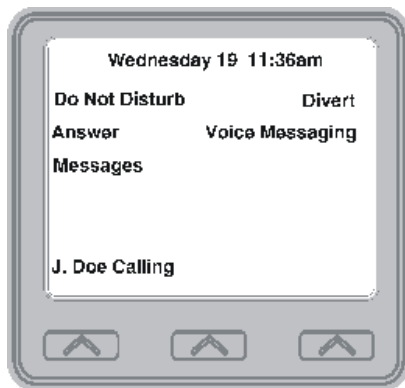 Wednesday 19 11:36am
Do Not Disturb Divert
Answer Voice Messaging
Messages
J. Doe Calling